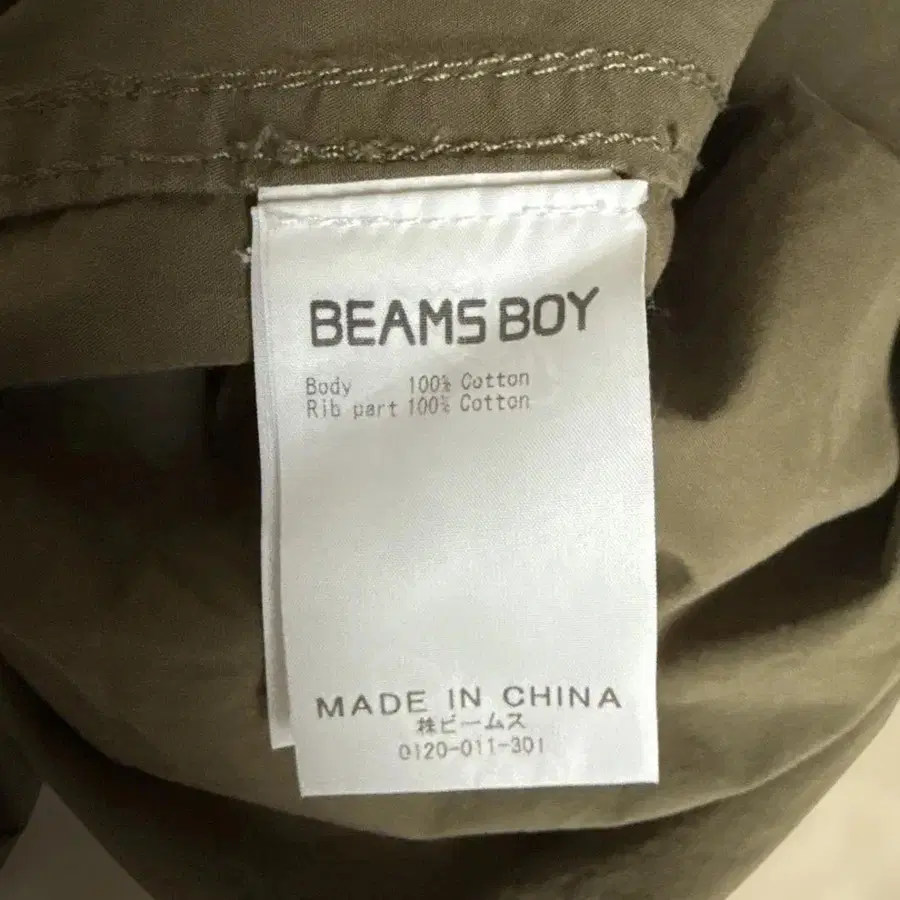 BEAMS BOY
Body 100% Cotton
Rib part 100% Cotton
MADE IN CHINA
株ビームス
0120-011-301